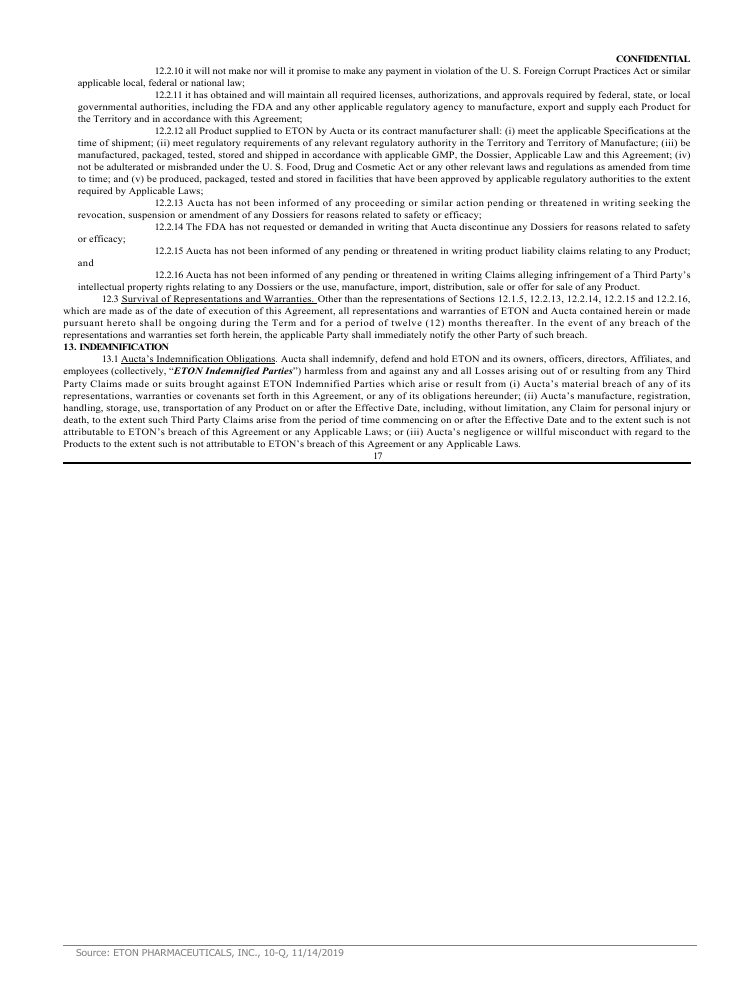 CONFIDENTIAL
12.2.10 it will not make nor will it promise to make any payment in violation of the U. S. Foreign Corrupt Practices Act or similar
applicable local, federal or national law;
12.2.11 it has obtained and will maintain all required licenses, authorizations, and approvals required by federal, state, or local
governmental authorities, including the FDA and any other applicable regulatory agency to manufacture, export and supply each Product for
the Territory and in accordance with this Agreement;
12.2.12 all Product supplied to ETON by Aucta or its contract manufacturer shall: (i) meet the applicable Specifications at the
time of shipment; (ii) meet regulatory requirements of any relevant regulatory authority in the Territory and Territory of Manufacture; (iii) be
manufactured, packaged, tested, stored and shipped in accordance with applicable GMP, the Dossier, Applicable Law and this Agreement; (iv)
not be adulterated or misbranded under the U. S. Food, Drug and Cosmetic Act or any other relevant laws and regulations as amended from time
to time; and (v) be produced, packaged, tested and stored in facilities that have been approved by applicable regulatory authorities to the extent
required by Applicable Laws;
12.2.13 Aucta has not been informed of any proceeding or similar action pending or threatened in writing seeking the
revocation, suspension or amendment of any Dossiers for reasons related to safety or efficacy;
12.2.14 The FDA has not requested or demanded in writing that Aucta discontinue any Dossiers for reasons related to safety
or efficacy;
12.2.15 Aucta has not been informed of any pending or threatened in writing product liability claims relating to any Product;
and
12.2.16 Aucta has not been informed of any pending or threatened in writing Claims alleging infringement of a Third Party's
intellectual property rights relating to any Dossiers or the use, manufacture, import, distribution, sale or offer for sale of any Product.
12.3 Survival of Representations and Warranties. Other than the representations of Sections 12.1.5, 12.2.13, 12.2.14, 12.2.15 and 12.2.16,
which are made as of the date of execution of this Agreement, all representations and warranties of ETON and Aucta contained herein or made
pursuant hereto shall be ongoing during the Term and for a period of twelve (12) months thereafter. In the event of any breach of the
representations and warranties set forth herein, the applicable Party shall immediately notify the other Party of such breach.
13. INDEMNIFICATION
13.1 Aucta's Indemnification Obligations. Aucta shall indemnify, defend and hold ETON and its owners, officers, directors, Affiliates, and
employees (collectively, “ETON Indemnified Parties”) harmless from and against any and all Losses arising out of or resulting from any Third
Party Claims made or suits brought against ETON Indemnified Parties which arise or result from (i) Aucta's material breach of any of its
representations, warranties or covenants set forth in this Agreement, or any of its obligations hereunder; (ii) Aucta's manufacture, registration,
handling, storage, use, transportation of any Product on or after the Effective Date, including, without limitation, any Claim for personal injury or
death, to the extent such Third Party Claims arise from the period of time commencing on or after the Effective Date and to the extent such is not
attributable to ETON's breach of this Agreement or any Applicable Laws; or (iii) Aucta's negligence or willful misconduct with regard to the
Products to the extent such is not attributable to ETON's breach of this Agreement or any Applicable Laws.
17
Source: ETON PHARMACEUTICALS, INC., 10-Q, 11/14/2019